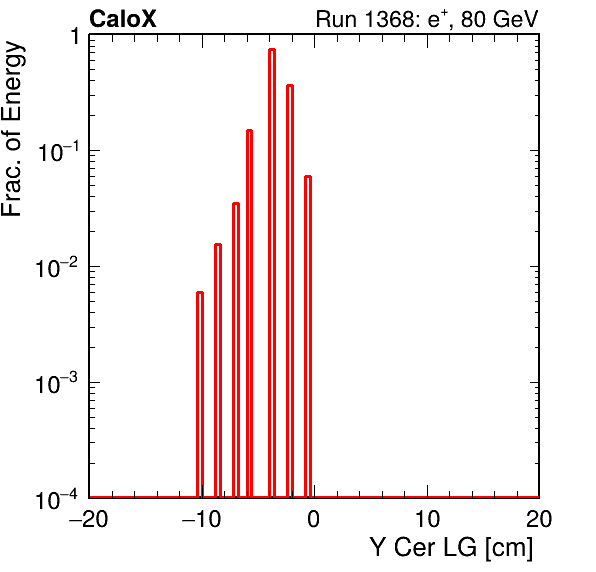 CaloX Run 1368: e⁺, 80 GeV
Frac. of Energy
1
10⁻¹
10⁻²
10⁻³
10⁻⁴
−20 −10 0 10 20
Y Cer LG [cm]